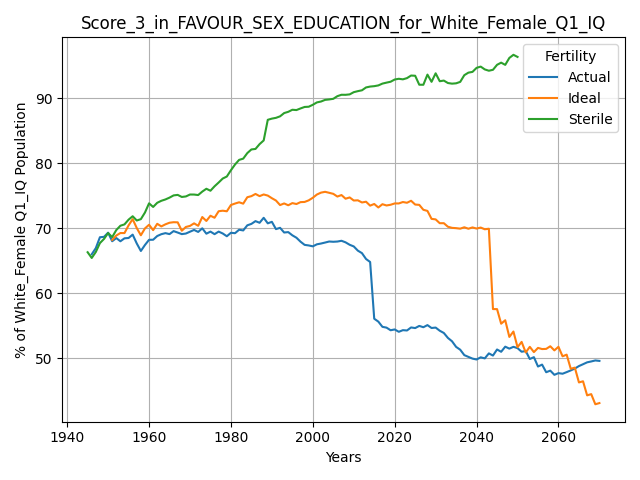 Score_3_in_FAVOUR_SEX_EDUCATION_for_White_Female_Q1_IQ
Fertility
Actual
Ideal
Sterile
% of White_Female Q1_IQ Population
90
80
70
60
50
1940
1960
1980
2000
2020
2040
2060
Years